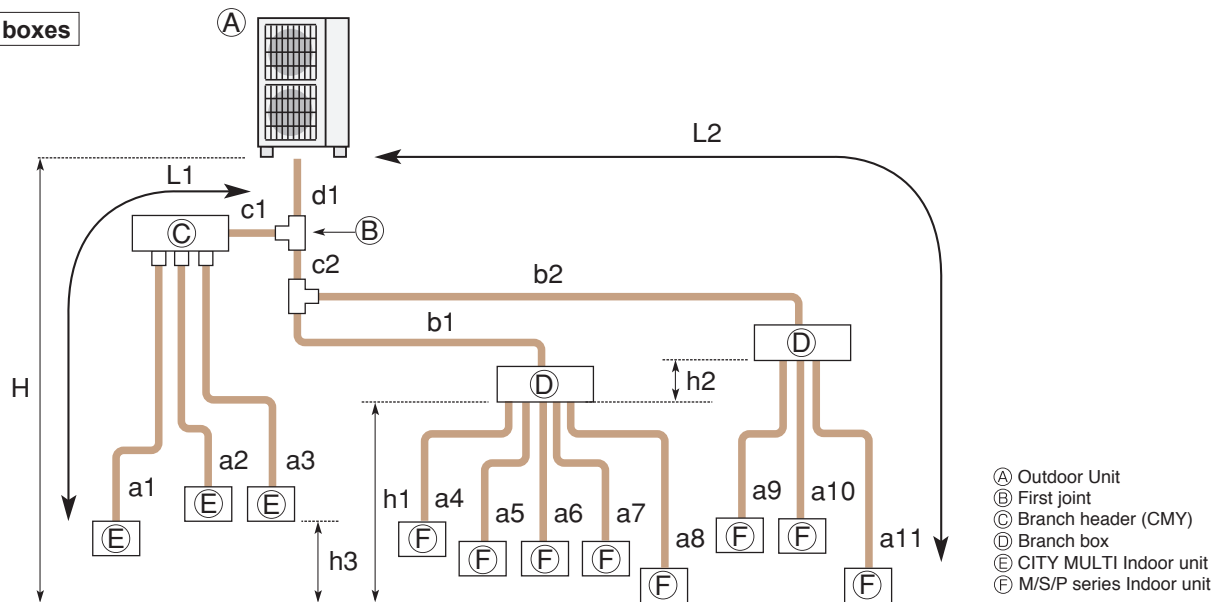 boxes
Ⓐ
L2
L1
d1
c1
Ⓒ
Ⓑ
c2
b2
b1
Ⓓ
H
Ⓓ
h2
a1
a2
a3
h1
a4
a5
a6
a7
a8
a9
a10
a11
Ⓔ
Ⓔ
Ⓔ
h3
Ⓕ
Ⓕ
Ⓕ
Ⓕ
Ⓕ
Ⓕ
Ⓕ
Ⓕ
Ⓐ Outdoor Unit
Ⓑ First joint
Ⓒ Branch header (CMY)
Ⓓ Branch box
Ⓔ CITY MULTI Indoor unit
Ⓕ M/S/P series Indoor unit